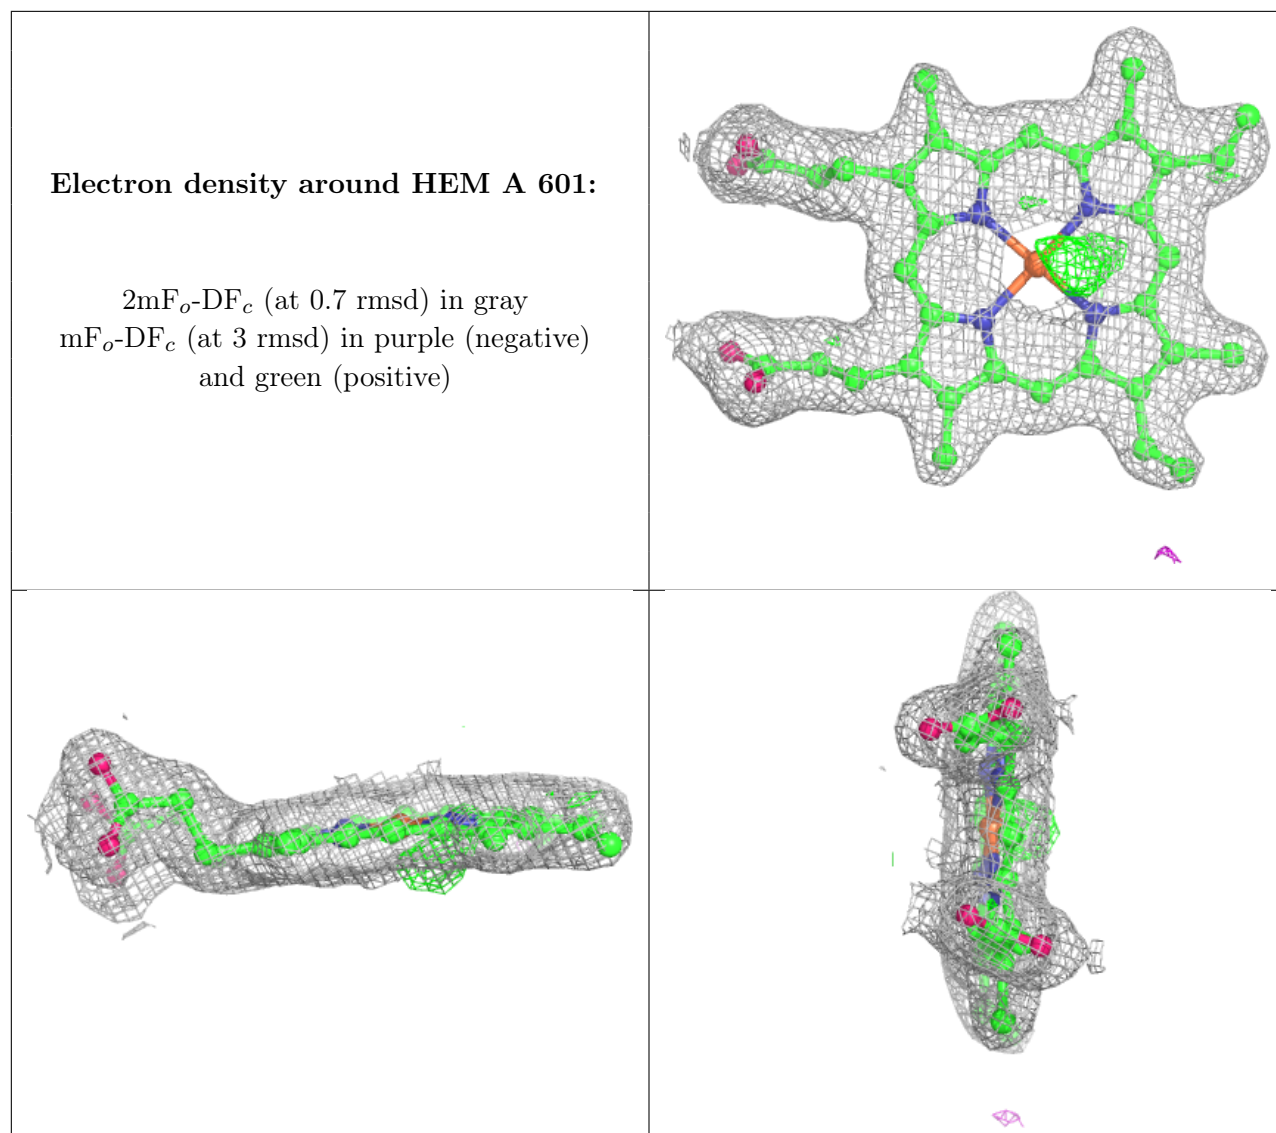 Electron density around HEM A 601:
2mFₒ-DF𝒸 (at 0.7 rmsd) in gray
mFₒ-DF𝒸 (at 3 rmsd) in purple (negative)
and green (positive)